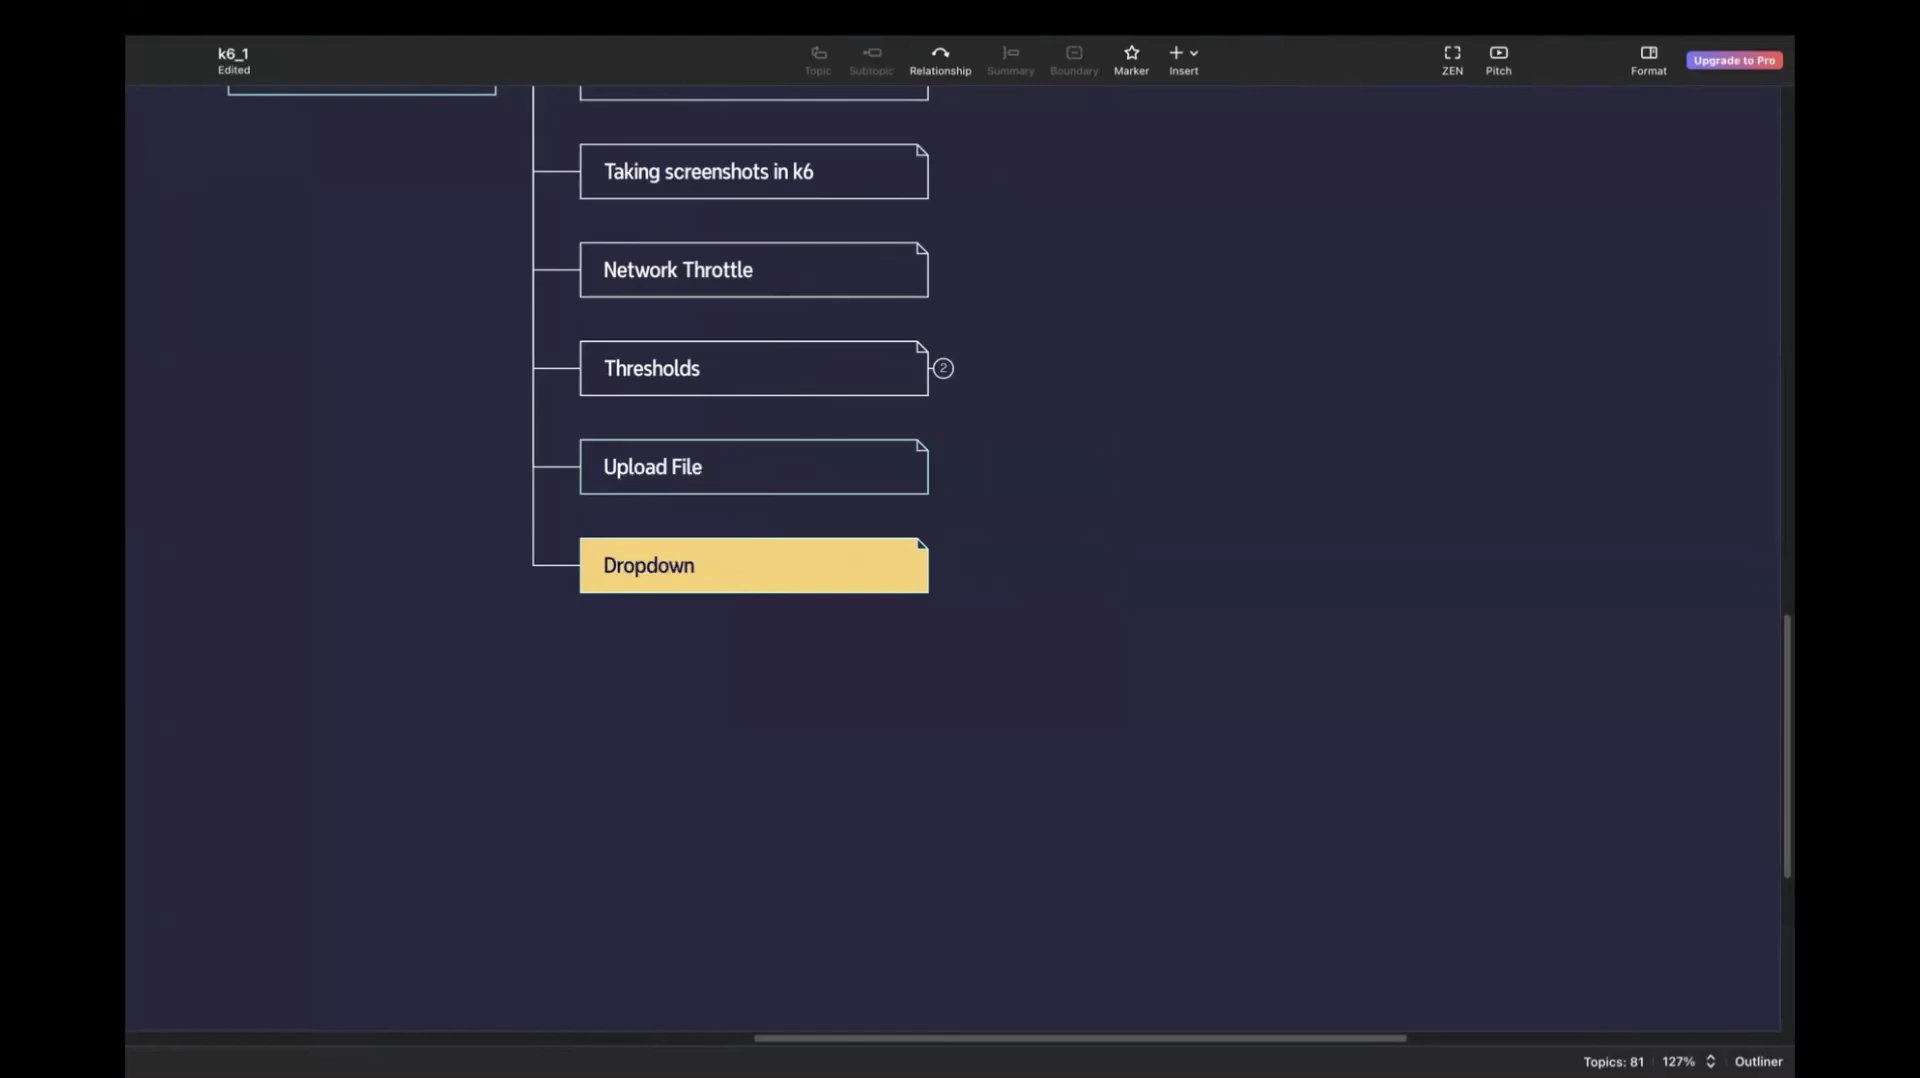 k6_1
Edited
Topic
Subtopic
Relationship
Summary
Boundary
Marker
Insert
ZEN
Pitch
Format
Upgrade to Pro
Taking screenshots in k6
Network Throttle
Thresholds
2
Upload File
Dropdown
Topics: 81
127%
Outliner